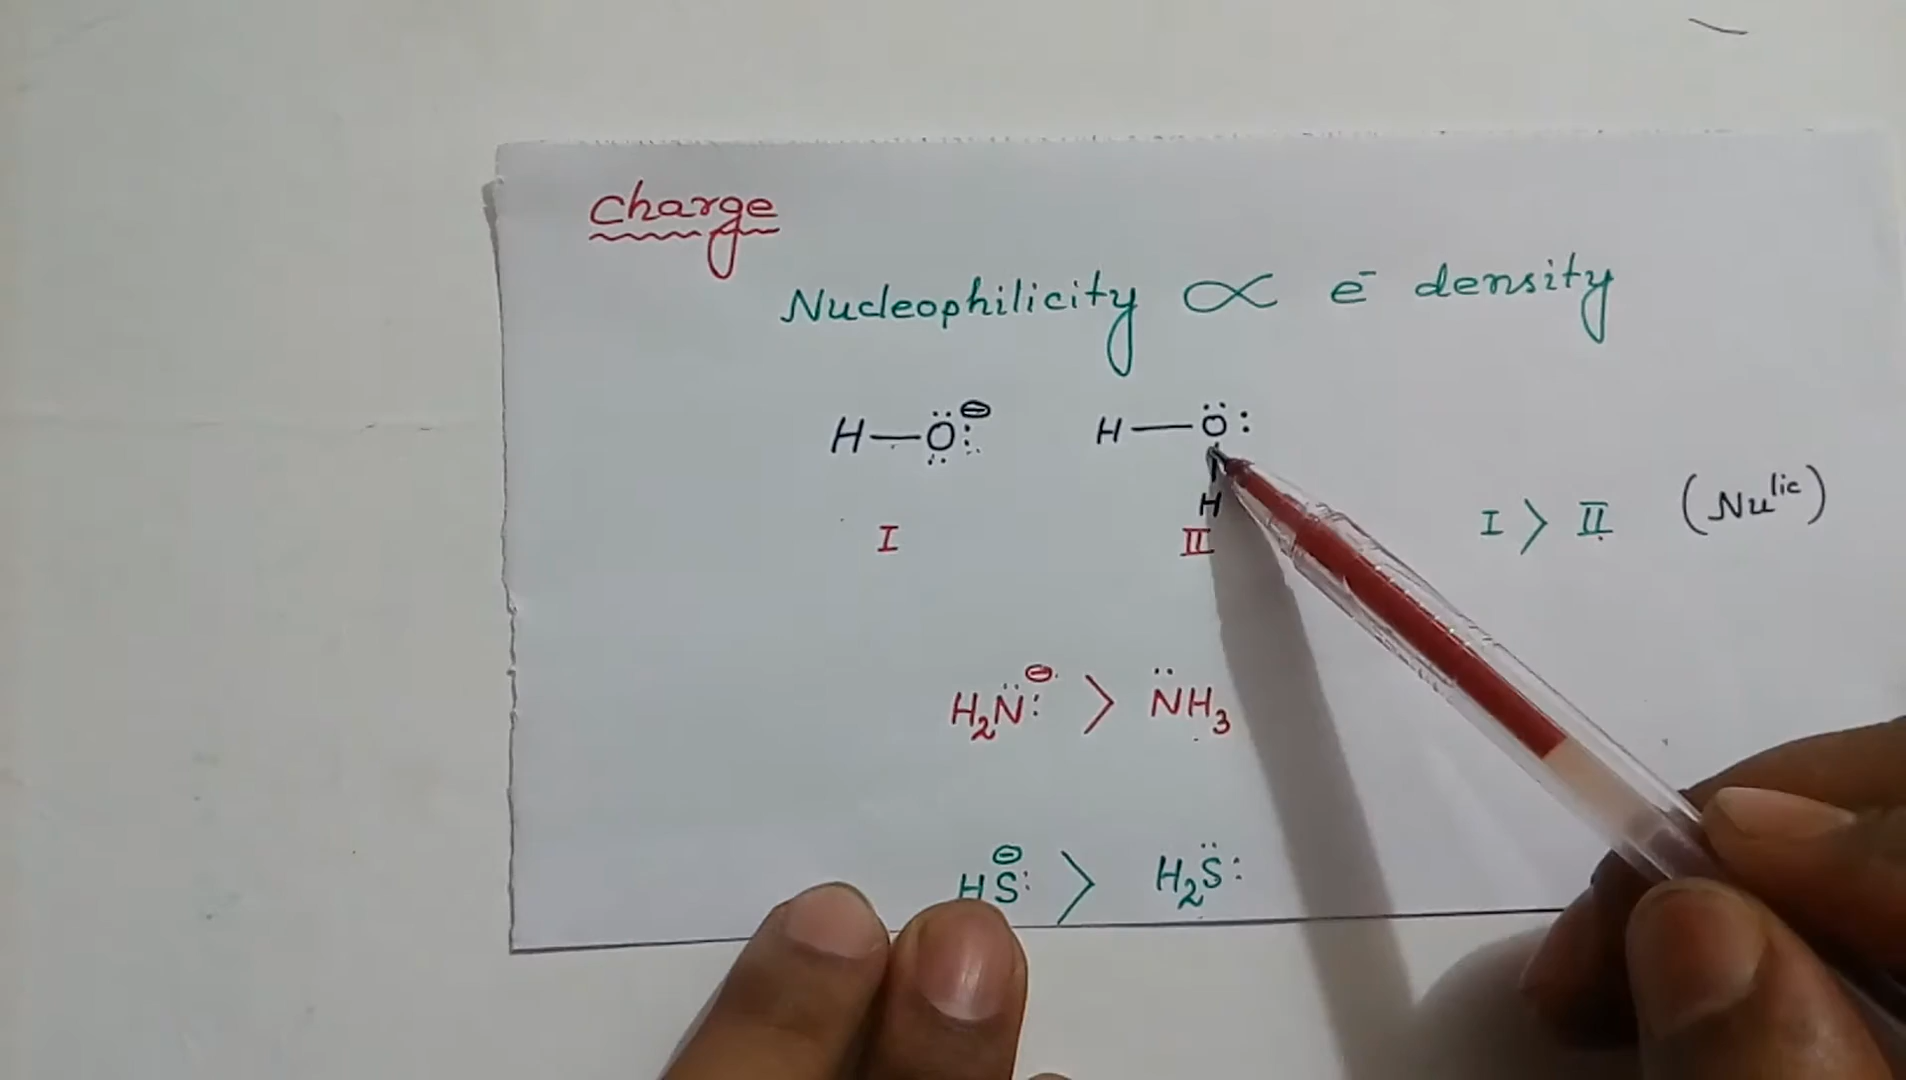 Charge
Nucleophilicity ∝ e⁻ density
H—Ö:⊖ H—Ö:
H
I II I > II (Nu^lic)
H₂N̈:⊖ > N̈H₃
HS̈:⊖ > H₂S̈: